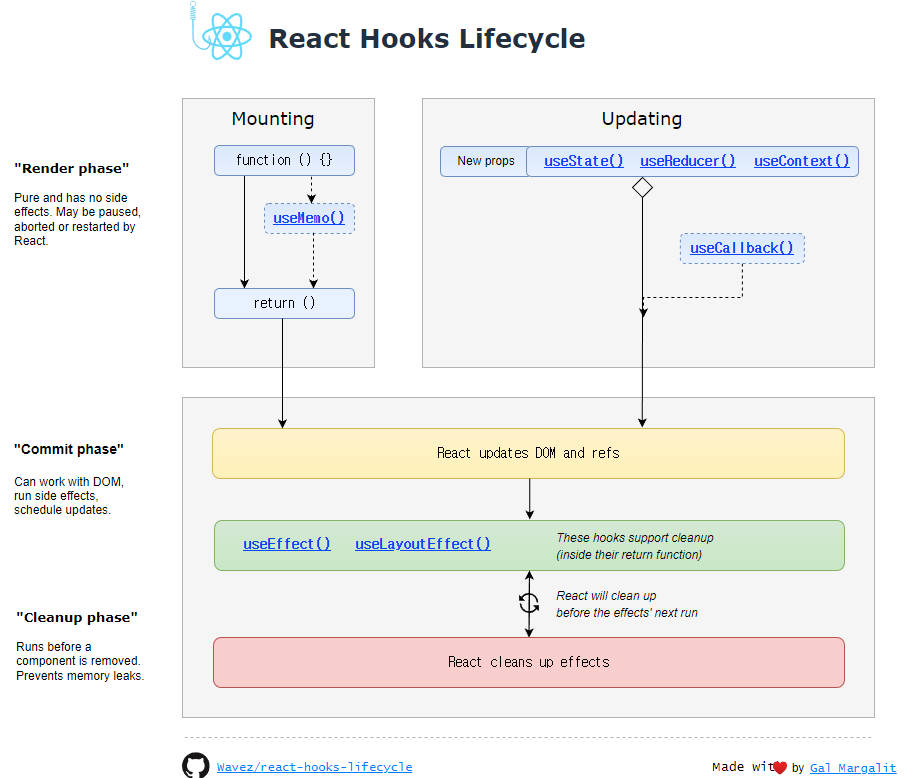 React Hooks Lifecycle
Mounting
Updating
"Render phase"
Pure and has no side
effects. May be paused,
aborted or restarted by
React.
function () {}
useMemo()
return ()
New props
useState() useReducer() useContext()
useCallback()
"Commit phase"
Can work with DOM,
run side effects,
schedule updates.
React updates DOM and refs
useEffect() useLayoutEffect()
These hooks support cleanup
(inside their return function)
React will clean up
before the effects' next run
"Cleanup phase"
Runs before a
component is removed.
Prevents memory leaks.
React cleans up effects
Wavez/react-hooks-lifecycle
Made wit by Gal Margalit